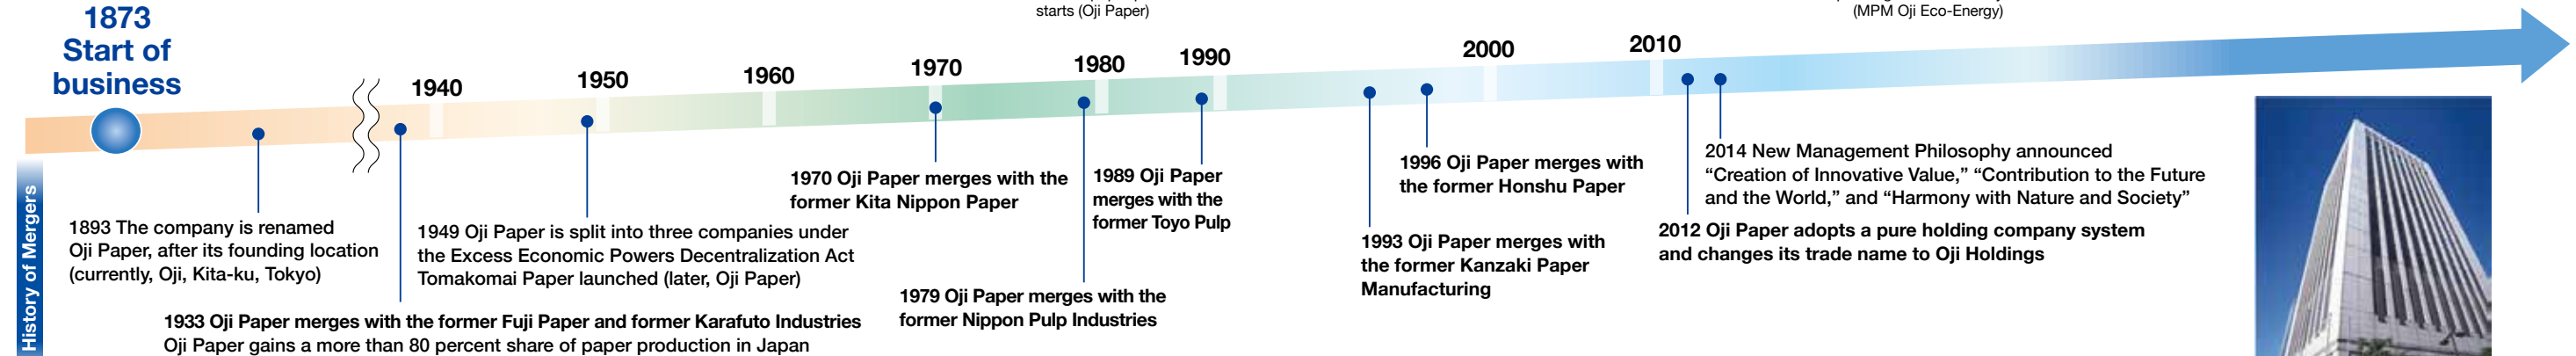 starts (Oji Paper)
(MPM Oji Eco-Energy)
1873
Start of
business
1940
1950
1960
1970
1980
1990
2000
2010
History of Mergers
1893 The company is renamed
Oji Paper, after its founding location
(currently, Oji, Kita-ku, Tokyo)
1933 Oji Paper merges with the former Fuji Paper and former Karafuto Industries
Oji Paper gains a more than 80 percent share of paper production in Japan
1949 Oji Paper is split into three companies under
the Excess Economic Powers Decentralization Act
Tomakomai Paper launched (later, Oji Paper)
1970 Oji Paper merges with the
former Kita Nippon Paper
1979 Oji Paper merges with the
former Nippon Pulp Industries
1989 Oji Paper
merges with the
former Toyo Pulp
1993 Oji Paper merges with
the former Kanzaki Paper
Manufacturing
1996 Oji Paper merges with
the former Honshu Paper
2012 Oji Paper adopts a pure holding company system
and changes its trade name to Oji Holdings
2014 New Management Philosophy announced
“Creation of Innovative Value,” “Contribution to the Future
and the World,” and “Harmony with Nature and Society”